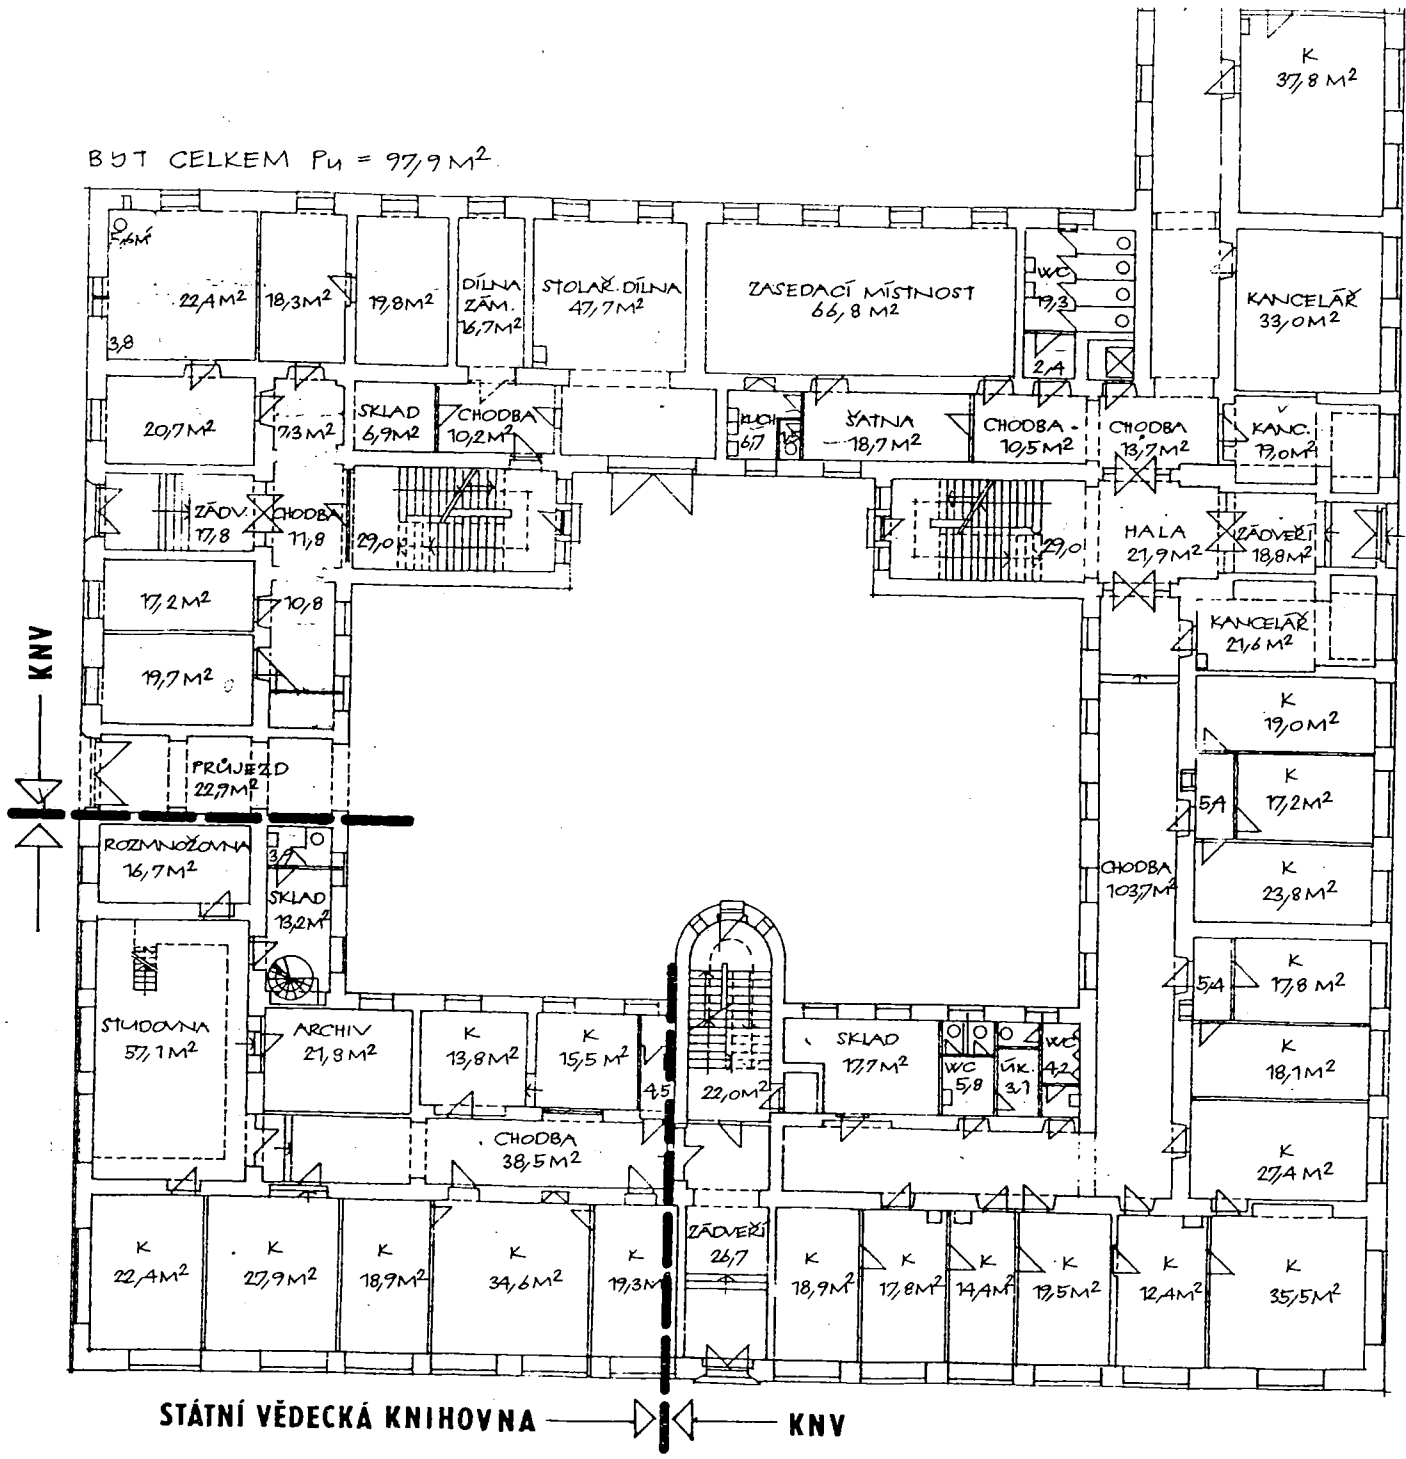 K
37,8 M²
BYT CELKEM Pu = 97,9 M²
5,6 M²
22,4 M²
3,8
18,3 M²
19,8 M²
DÍLNA
ZÁM.
16,7 M²
STOLAŘ. DÍLNA
47,7 M²
ZASEDACÍ MÍSTNOST
66,8 M²
WC
19,3
2,4
KANCELÁŘ
33,0 M²
20,7 M²
7,3 M²
SKLAD
6,9 M²
CHODBA
10,2 M²
KUCH
6,7
ŠATNA
18,7 M²
CHODBA
10,5 M²
CHODBA
13,7 M²
KANC.
19,0 M²
ZÁDV.
17,8
CHODBA
11,8
29,0
29,0
HALA
21,9 M²
ZÁDVEŘÍ
18,8 M²
17,2 M²
10,8
KANCELÁŘ
21,6 M²
KNV
19,7 M²
K
19,0 M²
PRŮJEZD
22,9 M²
5,4
K
17,2 M²
ROZMNOŽOVNA
16,7 M²
3,9
SKLAD
13,2 M²
CHODBA
103,7 M²
K
23,8 M²
5,4
K
17,8 M²
STUDOVNA
57,1 M²
ARCHIV
21,8 M²
K
13,8 M²
K
15,5 M²
4,5
22,0 M²
SKLAD
17,7 M²
WC
5,8
ÚK.
3,1
WC
4,2
K
18,1 M²
CHODBA
38,5 M²
K
27,4 M²
K
22,4 M²
K
27,9 M²
K
18,9 M²
K
34,6 M²
K
19,3 M²
ZÁDVEŘÍ
26,7
K
18,9 M²
K
17,8 M²
K
14,4 M²
K
19,5 M²
K
12,4 M²
K
35,5 M²
STÁTNÍ VĚDECKÁ KNIHOVNA
KNV